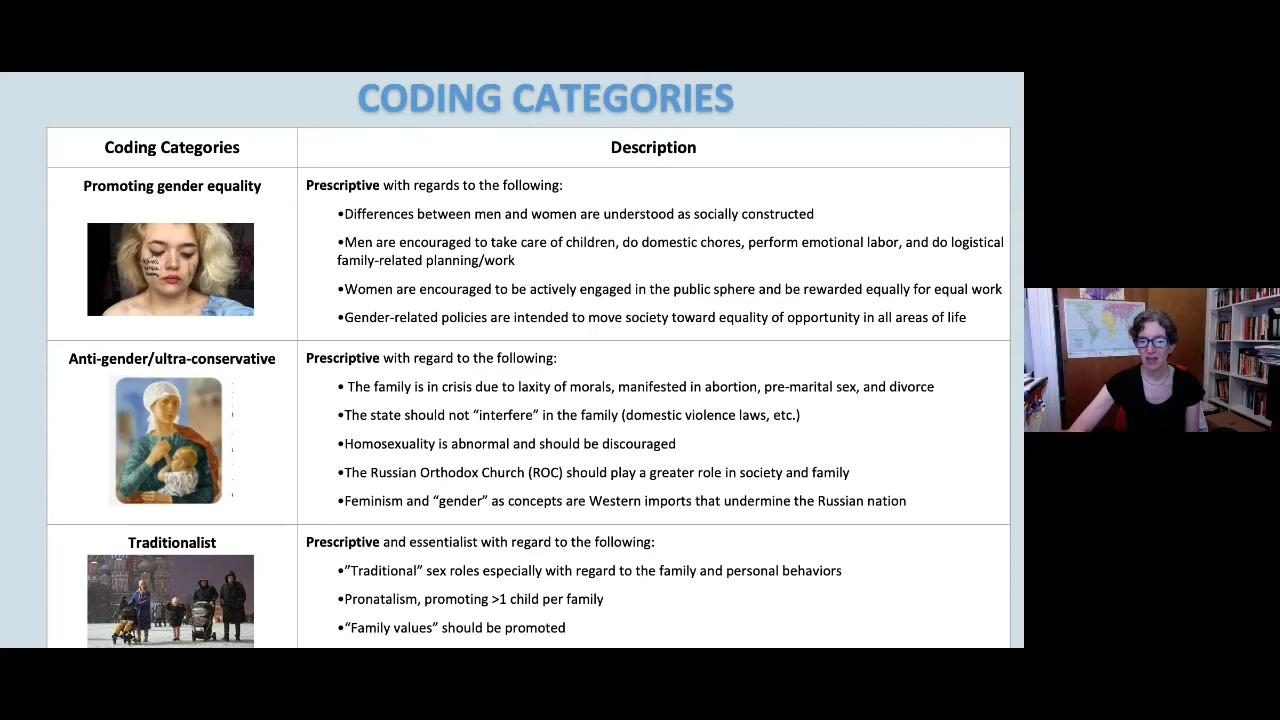 CODING CATEGORIES
Coding Categories
Description
Promoting gender equality
Prescriptive with regards to the following:
•Differences between men and women are understood as socially constructed
•Men are encouraged to take care of children, do domestic chores, perform emotional labor, and do logistical
family-related planning/work
•Women are encouraged to be actively engaged in the public sphere and be rewarded equally for equal work
•Gender-related policies are intended to move society toward equality of opportunity in all areas of life
Anti-gender/ultra-conservative
Prescriptive with regard to the following:
• The family is in crisis due to laxity of morals, manifested in abortion, pre-marital sex, and divorce
•The state should not “interfere” in the family (domestic violence laws, etc.)
•Homosexuality is abnormal and should be discouraged
•The Russian Orthodox Church (ROC) should play a greater role in society and family
•Feminism and “gender” as concepts are Western imports that undermine the Russian nation
Traditionalist
Prescriptive and essentialist with regard to the following:
•”Traditional” sex roles especially with regard to the family and personal behaviors
•Pronatalism, promoting >1 child per family
•“Family values” should be promoted